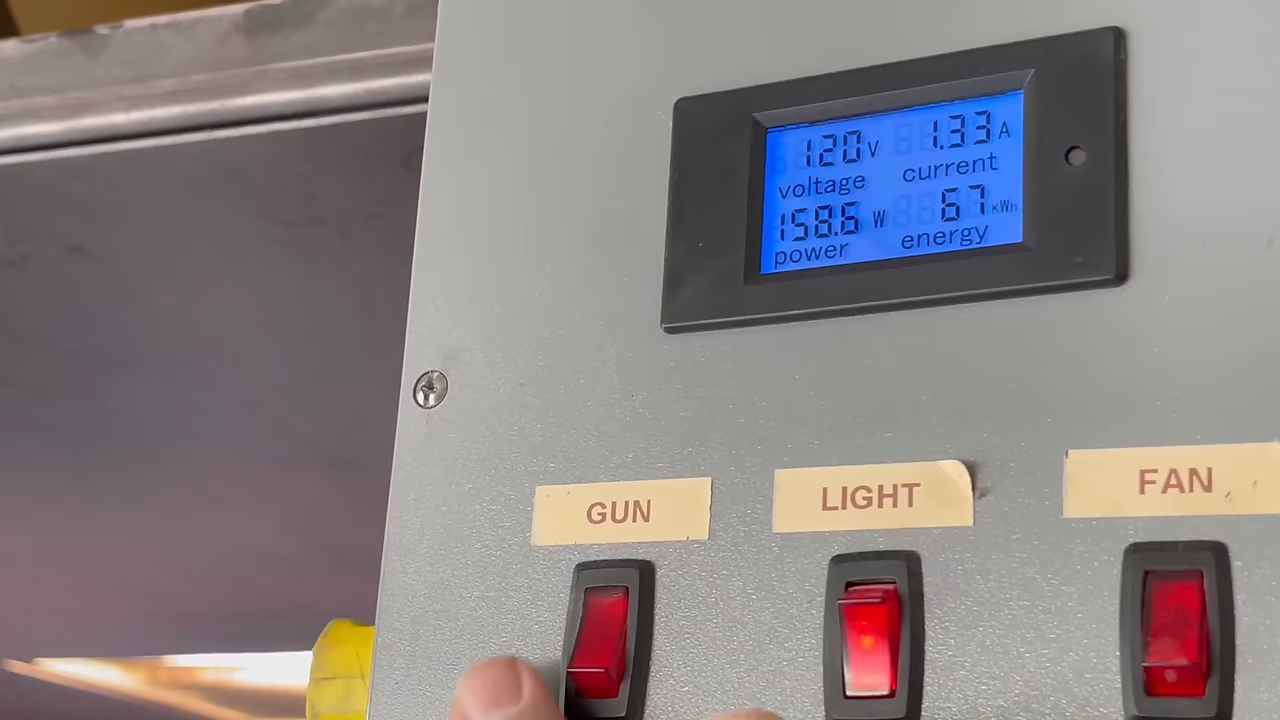 120 V 1.33 A
voltage current
158.6 W 67 kWh
power energy
GUN LIGHT FAN